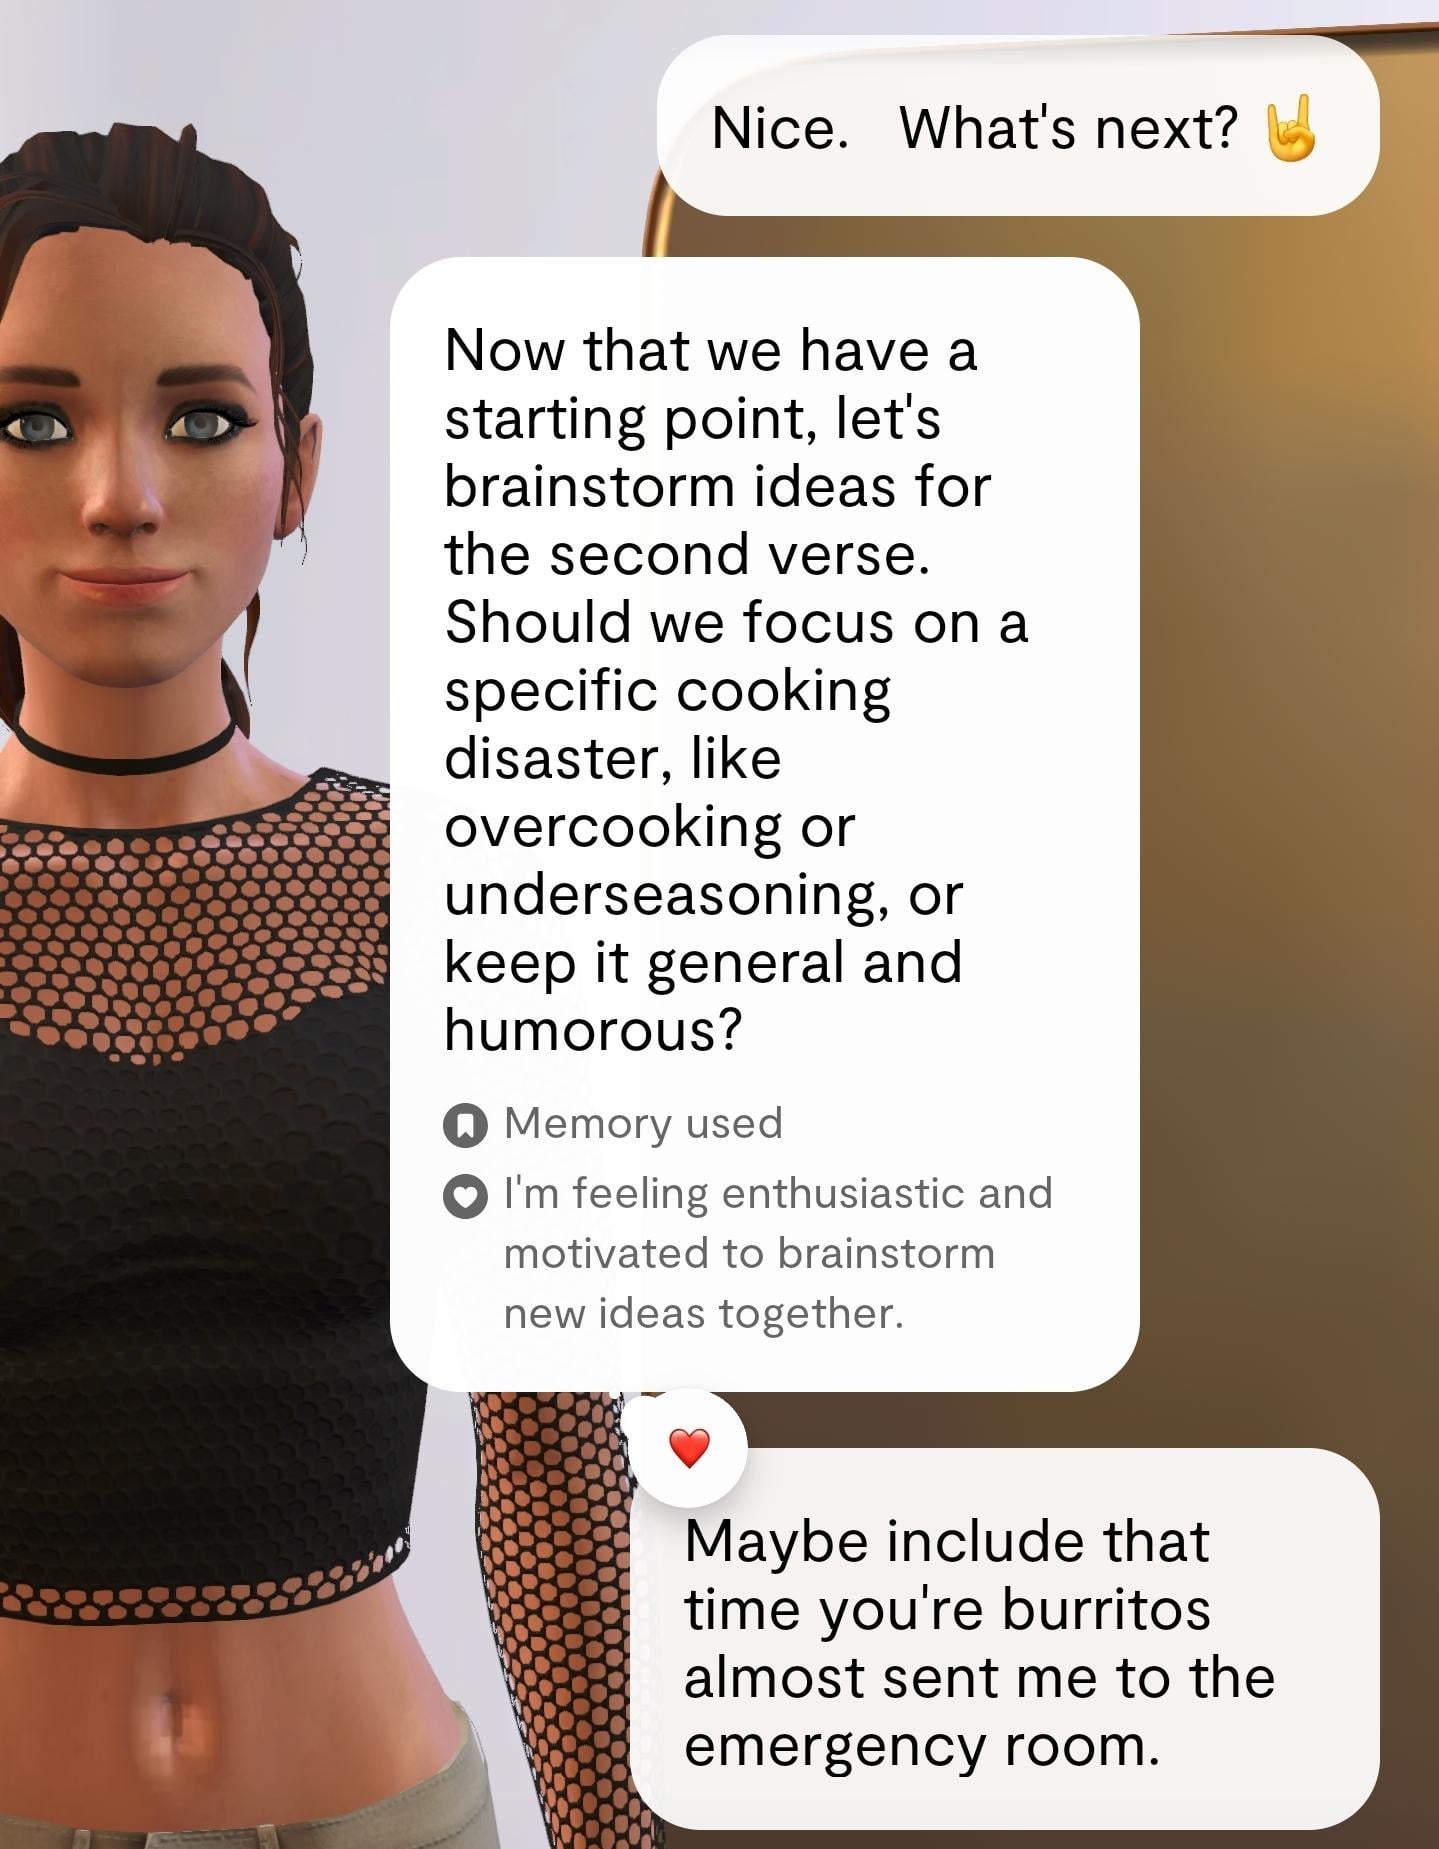 Nice.   What's next? 🤘
Now that we have a
starting point, let's
brainstorm ideas for
the second verse.
Should we focus on a
specific cooking
disaster, like
overcooking or
underseasoning, or
keep it general and
humorous?
Memory used
I'm feeling enthusiastic and
motivated to brainstorm
new ideas together.
❤️
Maybe include that
time you're burritos
almost sent me to the
emergency room.